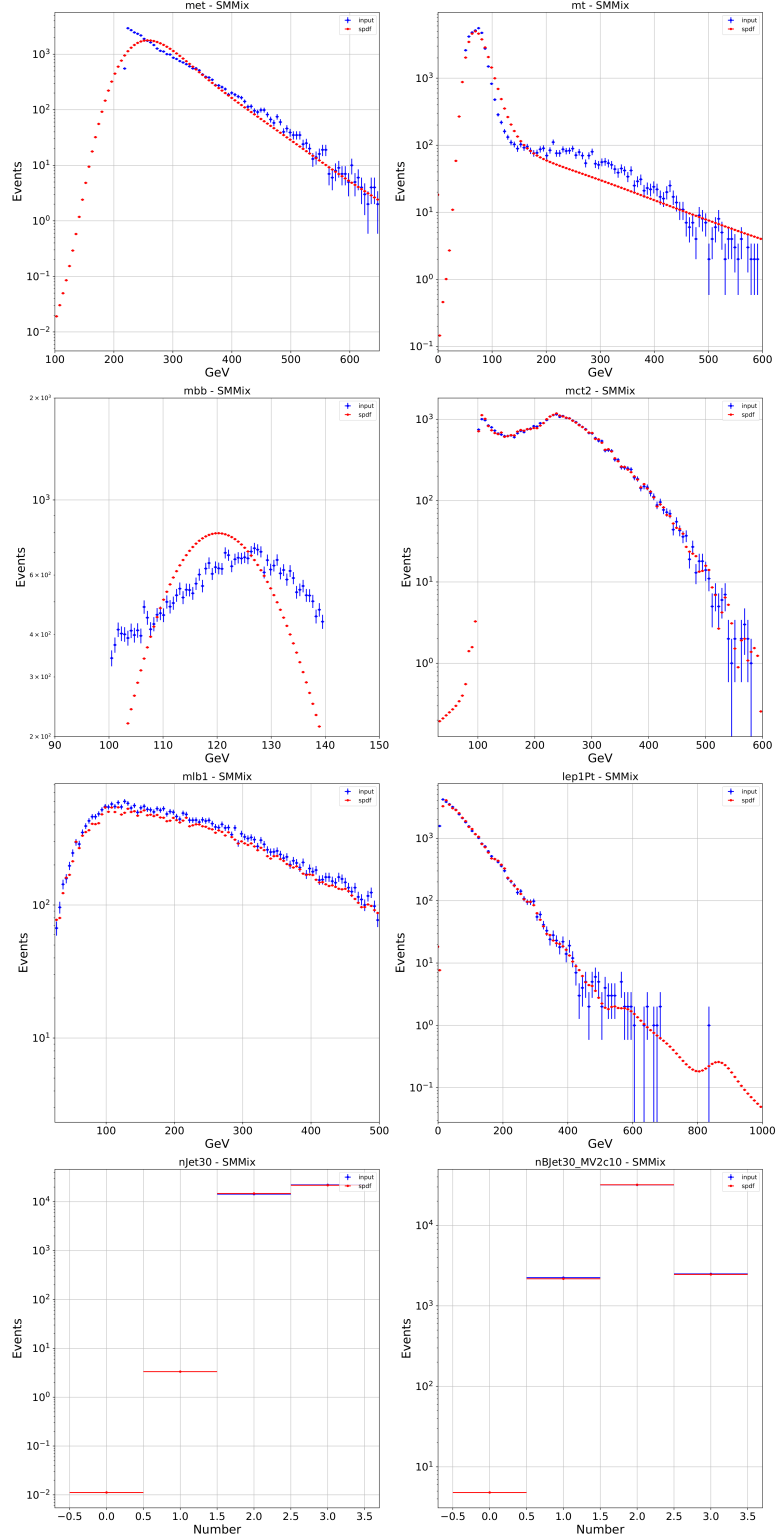 met - SMMix
input
spdf
Events
10³
10²
10¹
10⁰
10⁻¹
10⁻²
100 200 300 400 500 600
GeV
mt - SMMix
input
spdf
Events
10³
10²
10¹
10⁰
10⁻¹
0 100 200 300 400 500 600
GeV
mbb - SMMix
input
spdf
Events
2 × 10³
10³
6 × 10²
4 × 10²
3 × 10²
2 × 10²
90 100 110 120 130 140 150
GeV
mct2 - SMMix
input
spdf
Events
10³
10²
10¹
10⁰
100 200 300 400 500 600
GeV
mlb1 - SMMix
input
spdf
Events
10²
10¹
100 200 300 400 500
GeV
lep1Pt - SMMix
input
spdf
Events
10³
10²
10¹
10⁰
10⁻¹
0 200 400 600 800 1000
GeV
nJet30 - SMMix
input
spdf
Events
10⁴
10³
10²
10¹
10⁰
10⁻¹
10⁻²
−0.5 0.0 0.5 1.0 1.5 2.0 2.5 3.0 3.5
Number
nBJet30_MV2c10 - SMMix
input
spdf
Events
10⁴
10³
10²
10¹
−0.5 0.0 0.5 1.0 1.5 2.0 2.5 3.0 3.5
Number